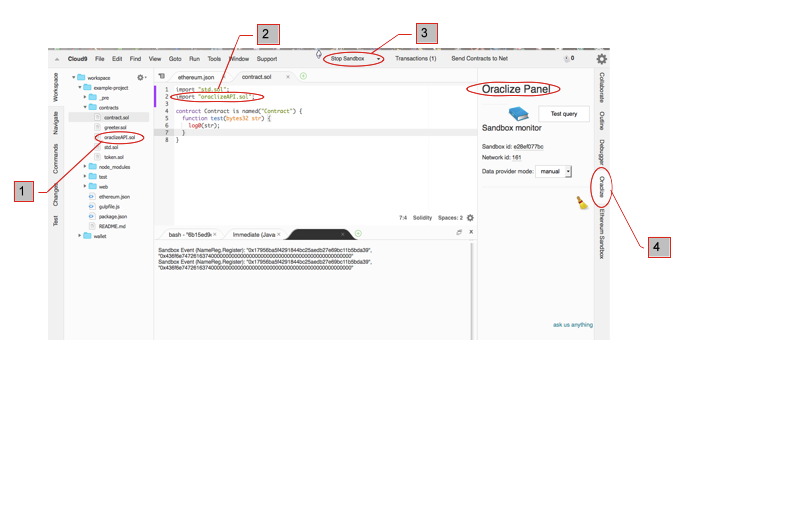 2
3
Cloud9 File Edit Find View Goto Run Tools Window Support Stop Sandbox Transactions (1) Send Contracts to Net 0
Workspace
Navigate
Commands
Changes
Test
workspace
example-project
_pre
contracts
contract.sol
greeter.sol
oraclizeAPI.sol
std.sol
token.sol
node_modules
test
web
ethereum.json
gulpfile.js
package.json
README.md
wallet
1
ethereum.json contract.sol
1 import "std.sol";
2 import "oraclizeAPI.sol";
3
4 contract Contract is named("Contract") {
5 function test(bytes32 str) {
6 log0(str);
7 }
8 }
7:4 Solidity Spaces: 2
bash - "6b15ed9 Immediate (Java
Sandbox Event (NameReg.Register): "0x17956ba5f4291844bc25aedb27e69bc11b5bda39",
"0x436f6e7472616374000000000000000000000000000000000000000000000000"
Sandbox Event (NameReg.Register): "0x17956ba5f4291844bc25aedb27e69bc11b5bda39",
"0x436f6e7472616374000000000000000000000000000000000000000000000000"
Oraclize Panel
Test query
Sandbox monitor
Sandbox id: e28ef077bc
Network id: 161
Data provider mode: manual
ask us anything
Collaborate
Outline
Debugger
Oraclize
Ethereum Sandbox
4